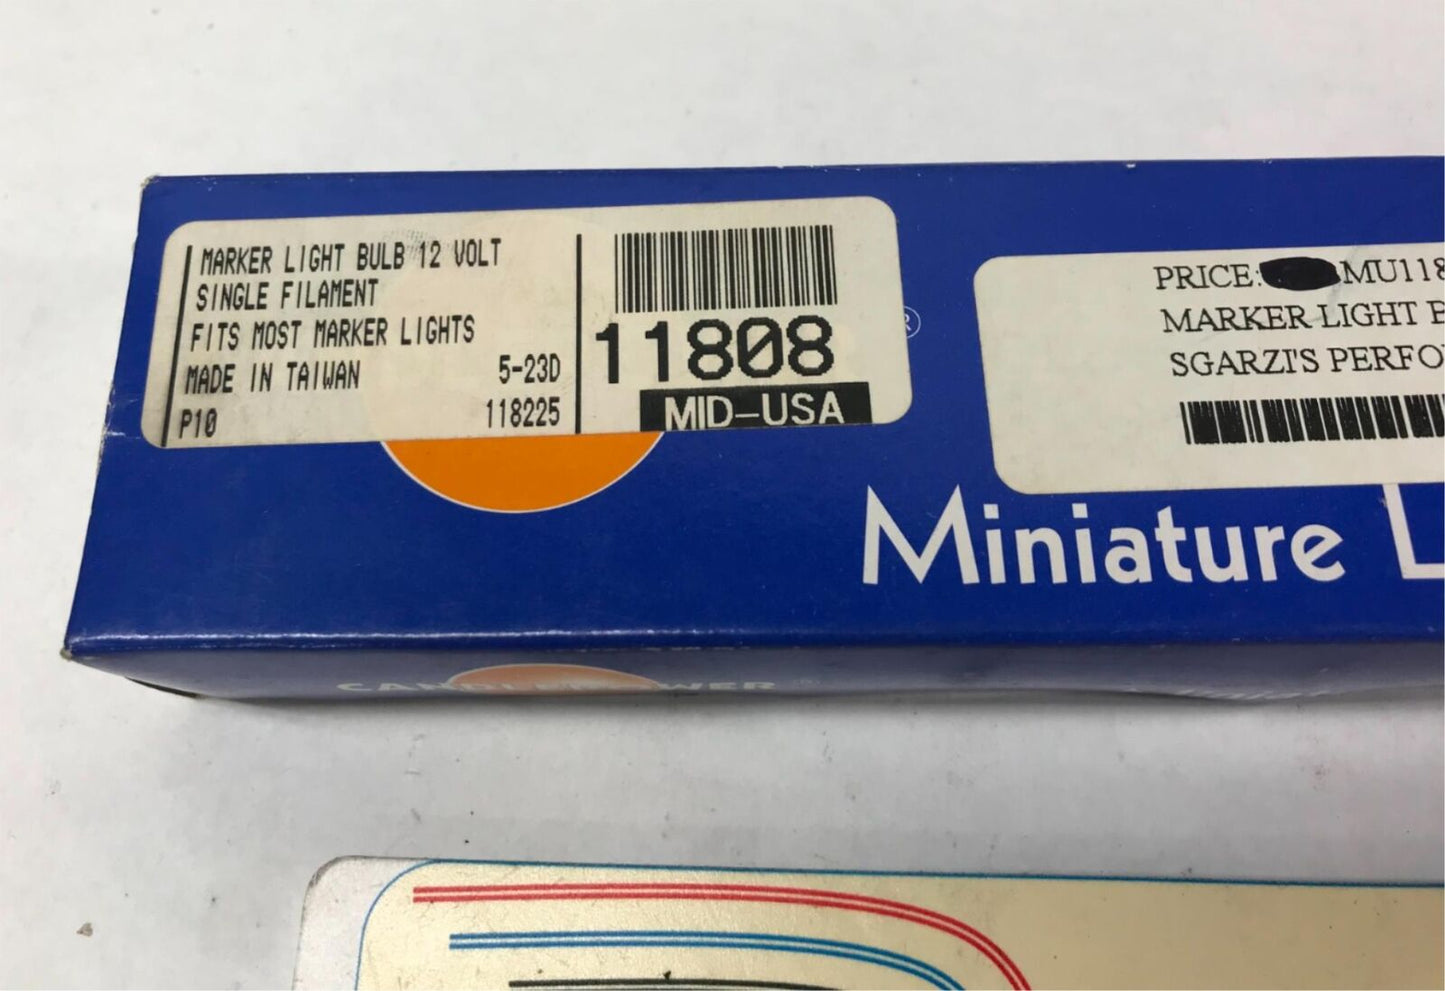 MARKER LIGHT BULB 12 VOLT
SINGLE FILAMENT
FITS MOST MARKER LIGHTS
MADE IN TAIWAN 5-23D
P10 118225
11808
MID-USA
®
PRICE: MU118
MARKER LIGHT B
SGARZI'S PERFO
Miniature L
CANDLEPOWER